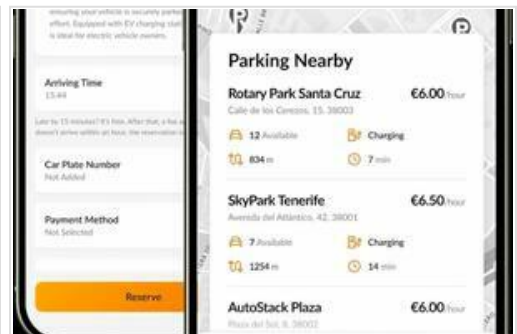 ensuring your vehicle is securely parked
effort. Equipped with EV charging stati
is ideal for electric vehicle owners.
Arriving Time
15:44
Late by 15 minutes? It's fine. After that, a fee
doesn't arrive within an hour, the reservation is
Car Plate Number
Not Added
Payment Method
Not Selected
Reserve
P
P
Parking Nearby
Rotary Park Santa Cruz €6.00/hour
Calle de los Cerezos, 15, 38003
12 Available Charging
834 m 7 min
SkyPark Tenerife €6.50/hour
Avenida del Atlántico, 42, 38001
7 Available Charging
1254 m 14 min
AutoStack Plaza €6.00/hour
Plaza del Sol, 8, 38002